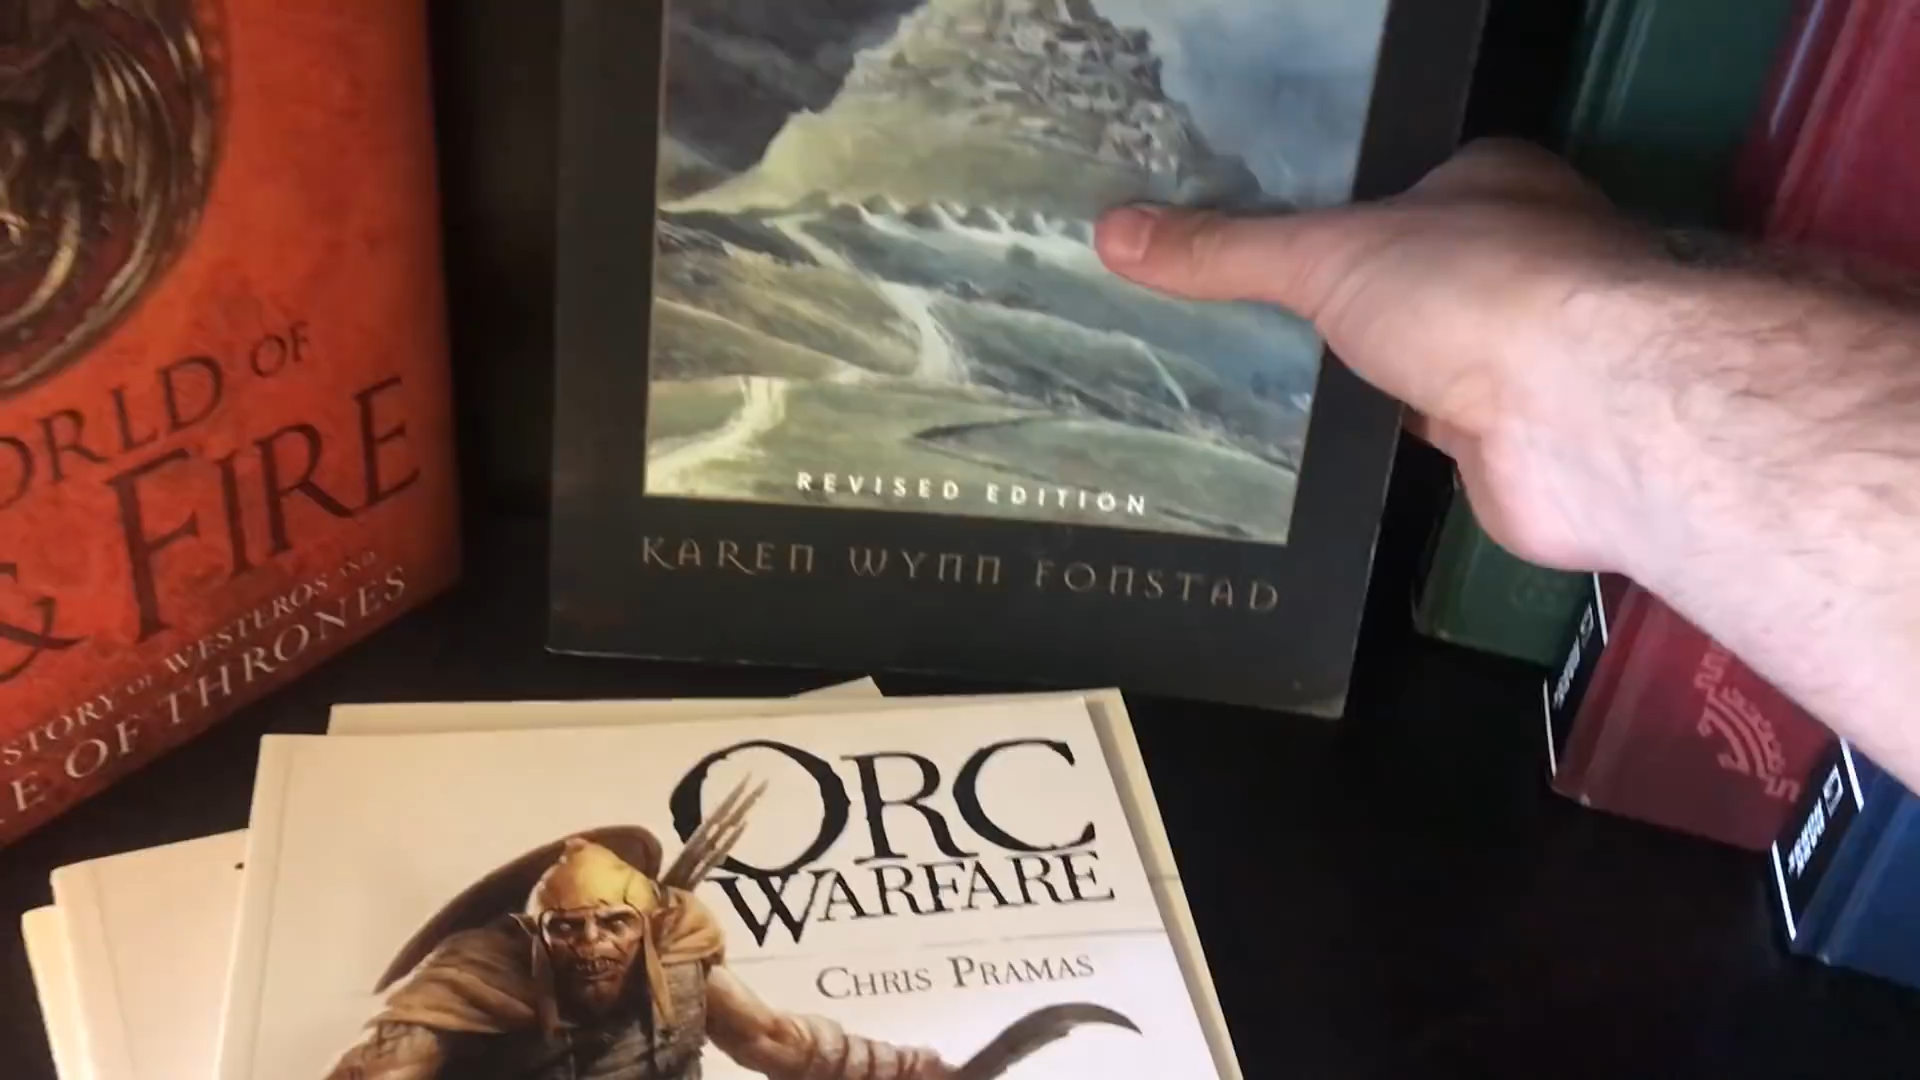 ORLD OF
& FIRE
STORY OF WESTEROS AND
E OF THRONES
REVISED EDITION
KAREN WYNN FONSTAD
ORC
WARFARE
CHRIS PRAMAS